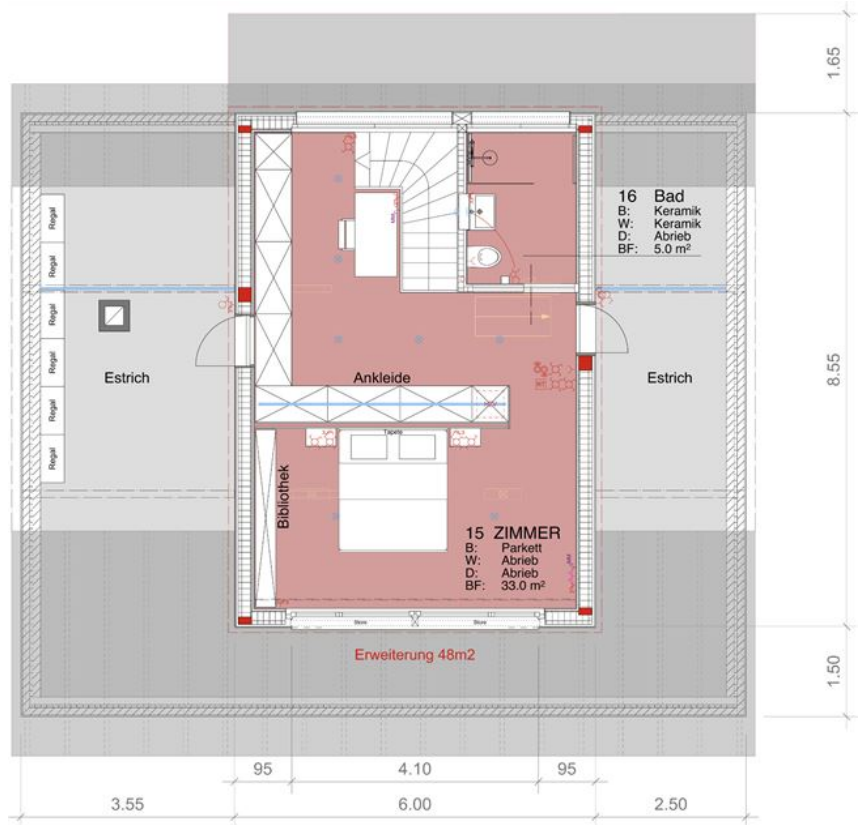 1.65
16 Bad
B: Keramik
W: Keramik
D: Abrieb
BF: 5.0 m²
Regal
Regal
Regal
Regal
Regal
Regal
Estrich
Ankleide
Estrich
8.55
Tapete
Bibliothek
15 ZIMMER
B: Parkett
W: Abrieb
D: Abrieb
BF: 33.0 m²
Store
Store
Erweiterung 48m2
1.50
95
4.10
95
3.55
6.00
2.50